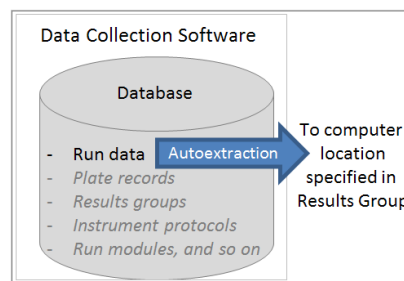 Data Collection Software
Database
- Run data
Autoextraction
- Plate records
- Results groups
- Instrument protocols
- Run modules, and so on
To computer
location
specified in
Results Group